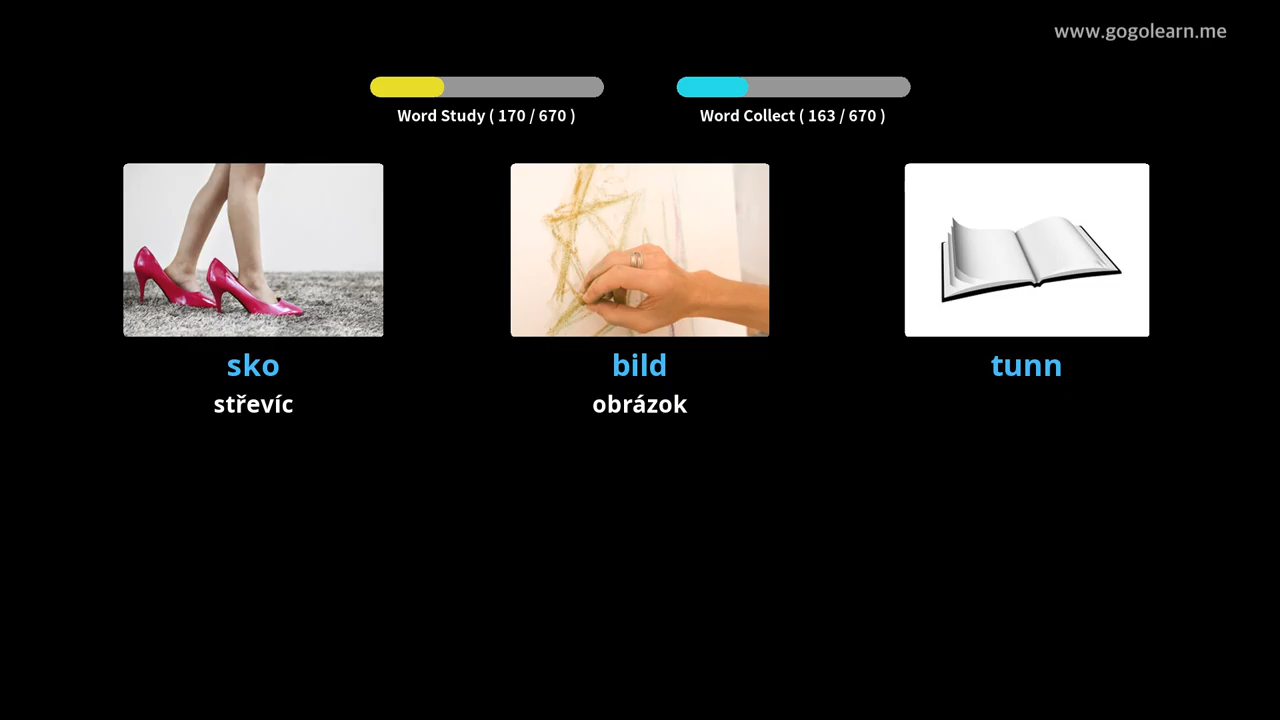 www.gogolearn.me
Word Study ( 170 / 670 )
Word Collect ( 163 / 670 )
sko
bild
tunn
střevíc
obrázok